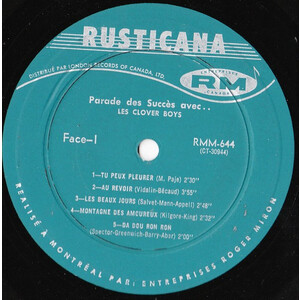 RUSTICANA
DISTRIBUÉ PAR LONDON RECORDS OF CANADA, LTD.
RM
Parade des Succès avec..
LES CLOVER BOYS
Face-1
RMM-644
(CT-30944)
1—TU PEUX PLEURER (M. Paje) 2'30"
2—AU REVOIR (Vidalin-Bécaud) 3'55"
3—LES BEAUX JOURS (Salvet-Mann-Appell) 2'48"
4—MONTAGNE DES AMOUREUX (Kilgore-King) 2'30"
5—DA DOU RON RON
(Spector-Greenwich-Barry-Abar) 2'00"
REALISÉ À MONTRÉAL PAR: ENTREPRISES ROGER MIRON